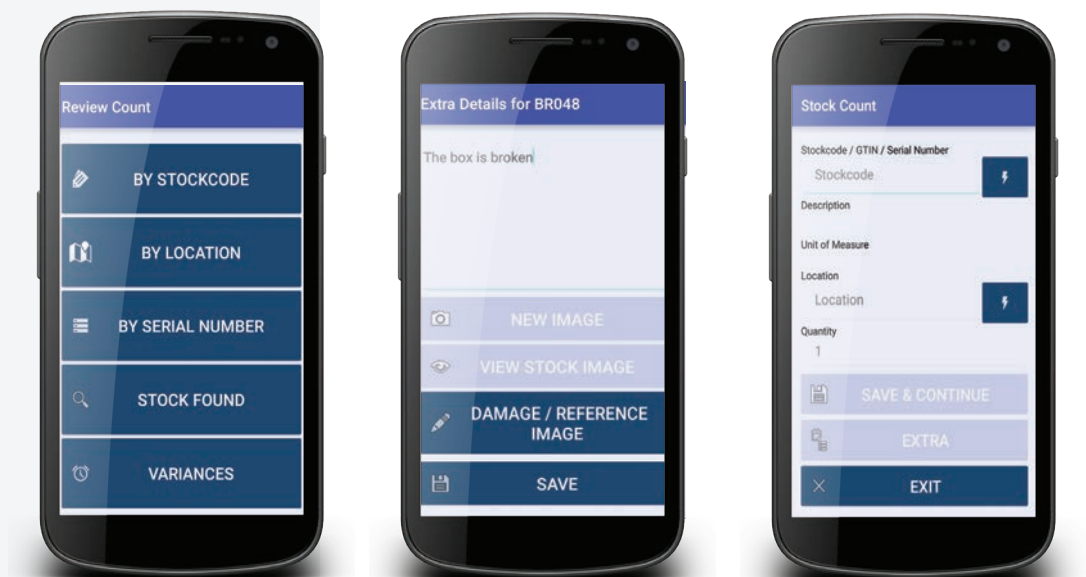 Review Count
BY STOCKCODE
BY LOCATION
BY SERIAL NUMBER
STOCK FOUND
VARIANCES
Extra Details for BR048
The box is broken
NEW IMAGE
VIEW STOCK IMAGE
DAMAGE / REFERENCE
IMAGE
SAVE
Stock Count
Stockcode / GTIN / Serial Number
Stockcode
Description
Unit of Measure
Location
Location
Quantity
1
SAVE & CONTINUE
EXTRA
EXIT